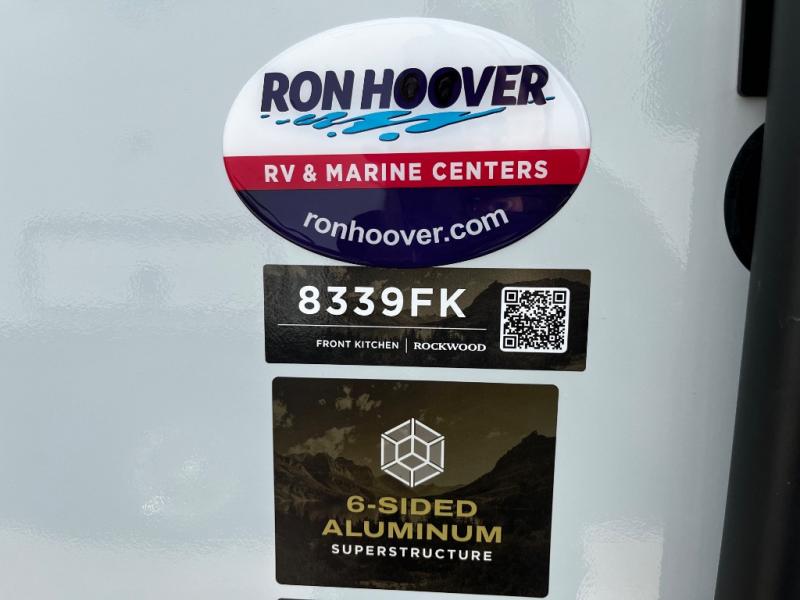 RON HOOVER
RV & MARINE CENTERS
ronhoover.com
8339FK
FRONT KITCHEN | ROCKWOOD
6-SIDED
ALUMINUM
SUPERSTRUCTURE